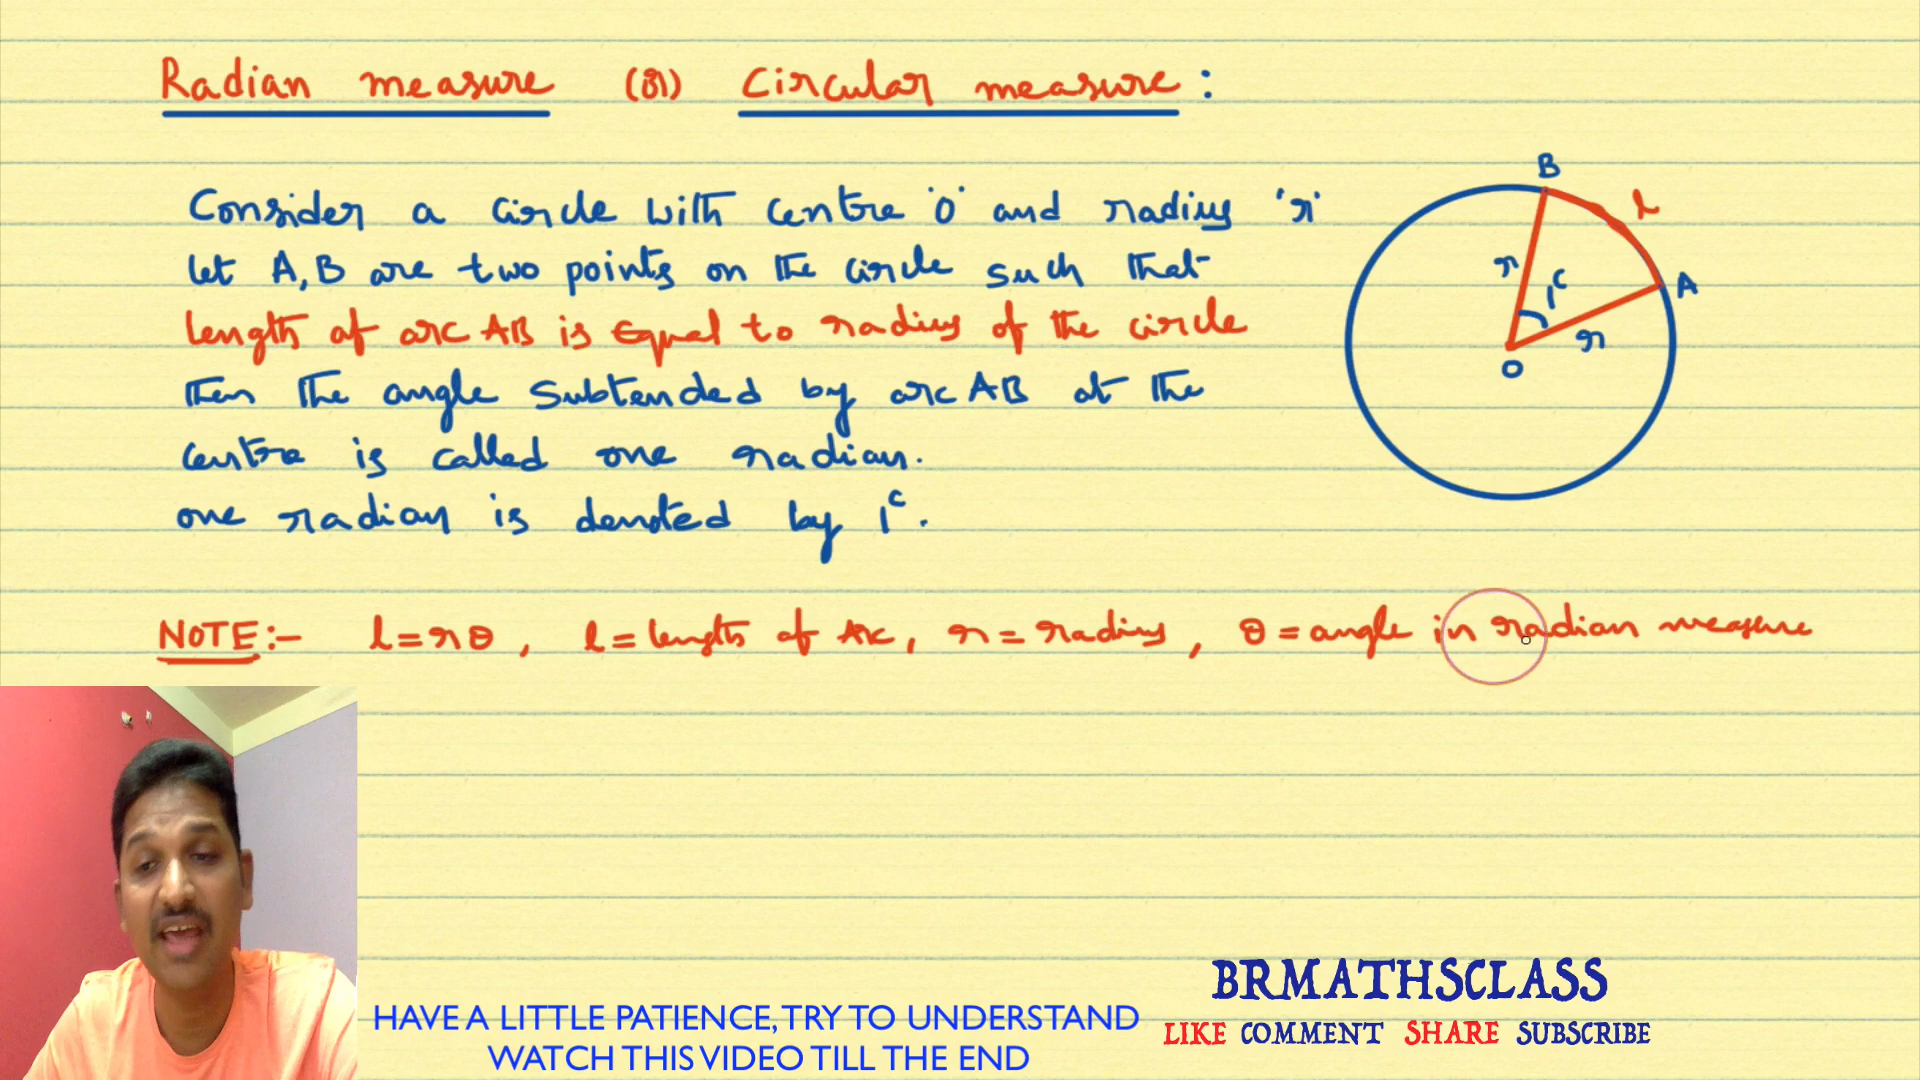 Radian measure (or) Circular measure :
Consider a circle with centre 'O' and radius 'r'
let A, B are two points on the circle such that
length of arc AB is Equal to radius of the circle
then the angle subtended by arc AB at the
centre is called one radian.
one radian is denoted by 1ᶜ.
B
l
r
1ᶜ
A
r
O
NOTE:- l = rθ, l = length of Arc, r = radius, θ = angle in radian measure
BRMATHSCLASS
HAVE A LITTLE PATIENCE, TRY TO UNDERSTAND
WATCH THIS VIDEO TILL THE END
LIKE COMMENT SHARE SUBSCRIBE